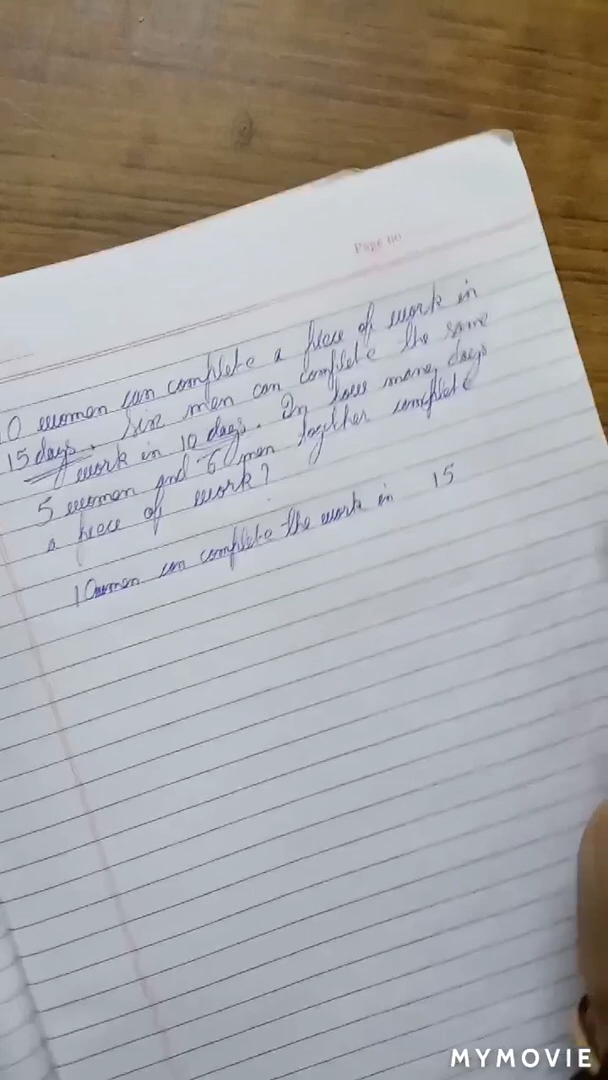 Page no
10 women can complete a piece of work in
15 days. Six men can complete the same
work in 10 days. In how many days
5 women and 6 men together complete
a piece of work?
10 women can complete the work in 15
MYMOVIE